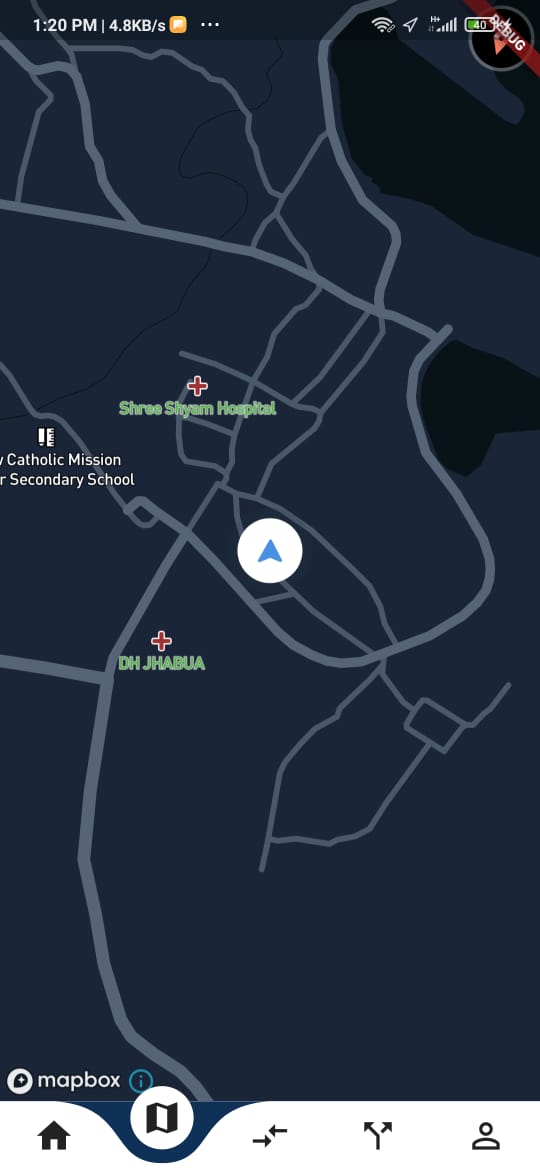 1:20 PM | 4.8KB/s ...
H+
40
DEBUG
Shree Shyam Hospital
Catholic Mission
r Secondary School
DH JHABUA
mapbox